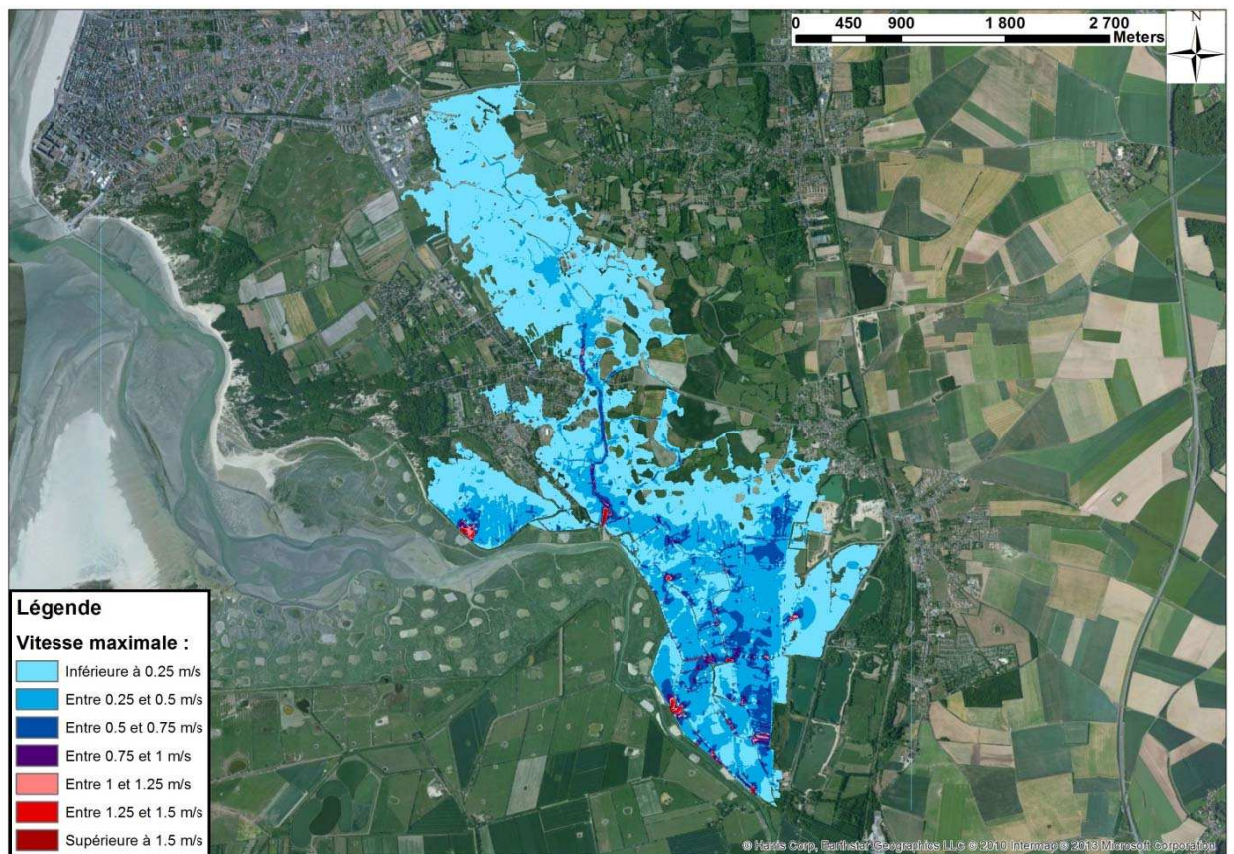 0 450 900 1 800 2 700
Meters
N
Légende
Vitesse maximale :
Inférieure à 0.25 m/s
Entre 0.25 et 0.5 m/s
Entre 0.5 et 0.75 m/s
Entre 0.75 et 1 m/s
Entre 1 et 1.25 m/s
Entre 1.25 et 1.5 m/s
Supérieure à 1.5 m/s
© Harris Corp, Earthstar Geographics LLC © 2010 Intermap © 2013 Microsoft Corporation